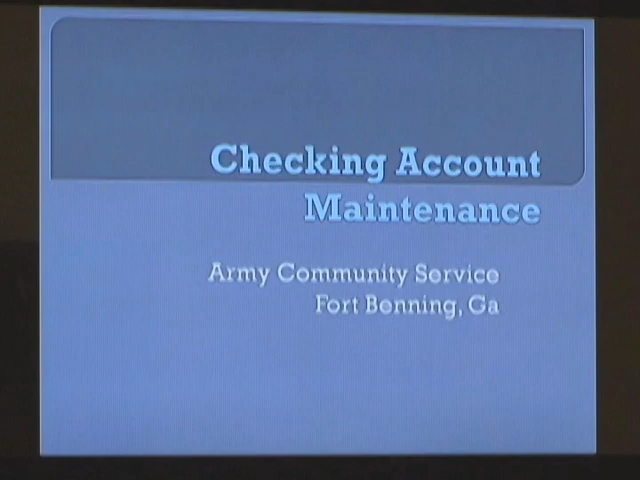 Checking Account
Maintenance
Army Community Service
Fort Benning, Ga